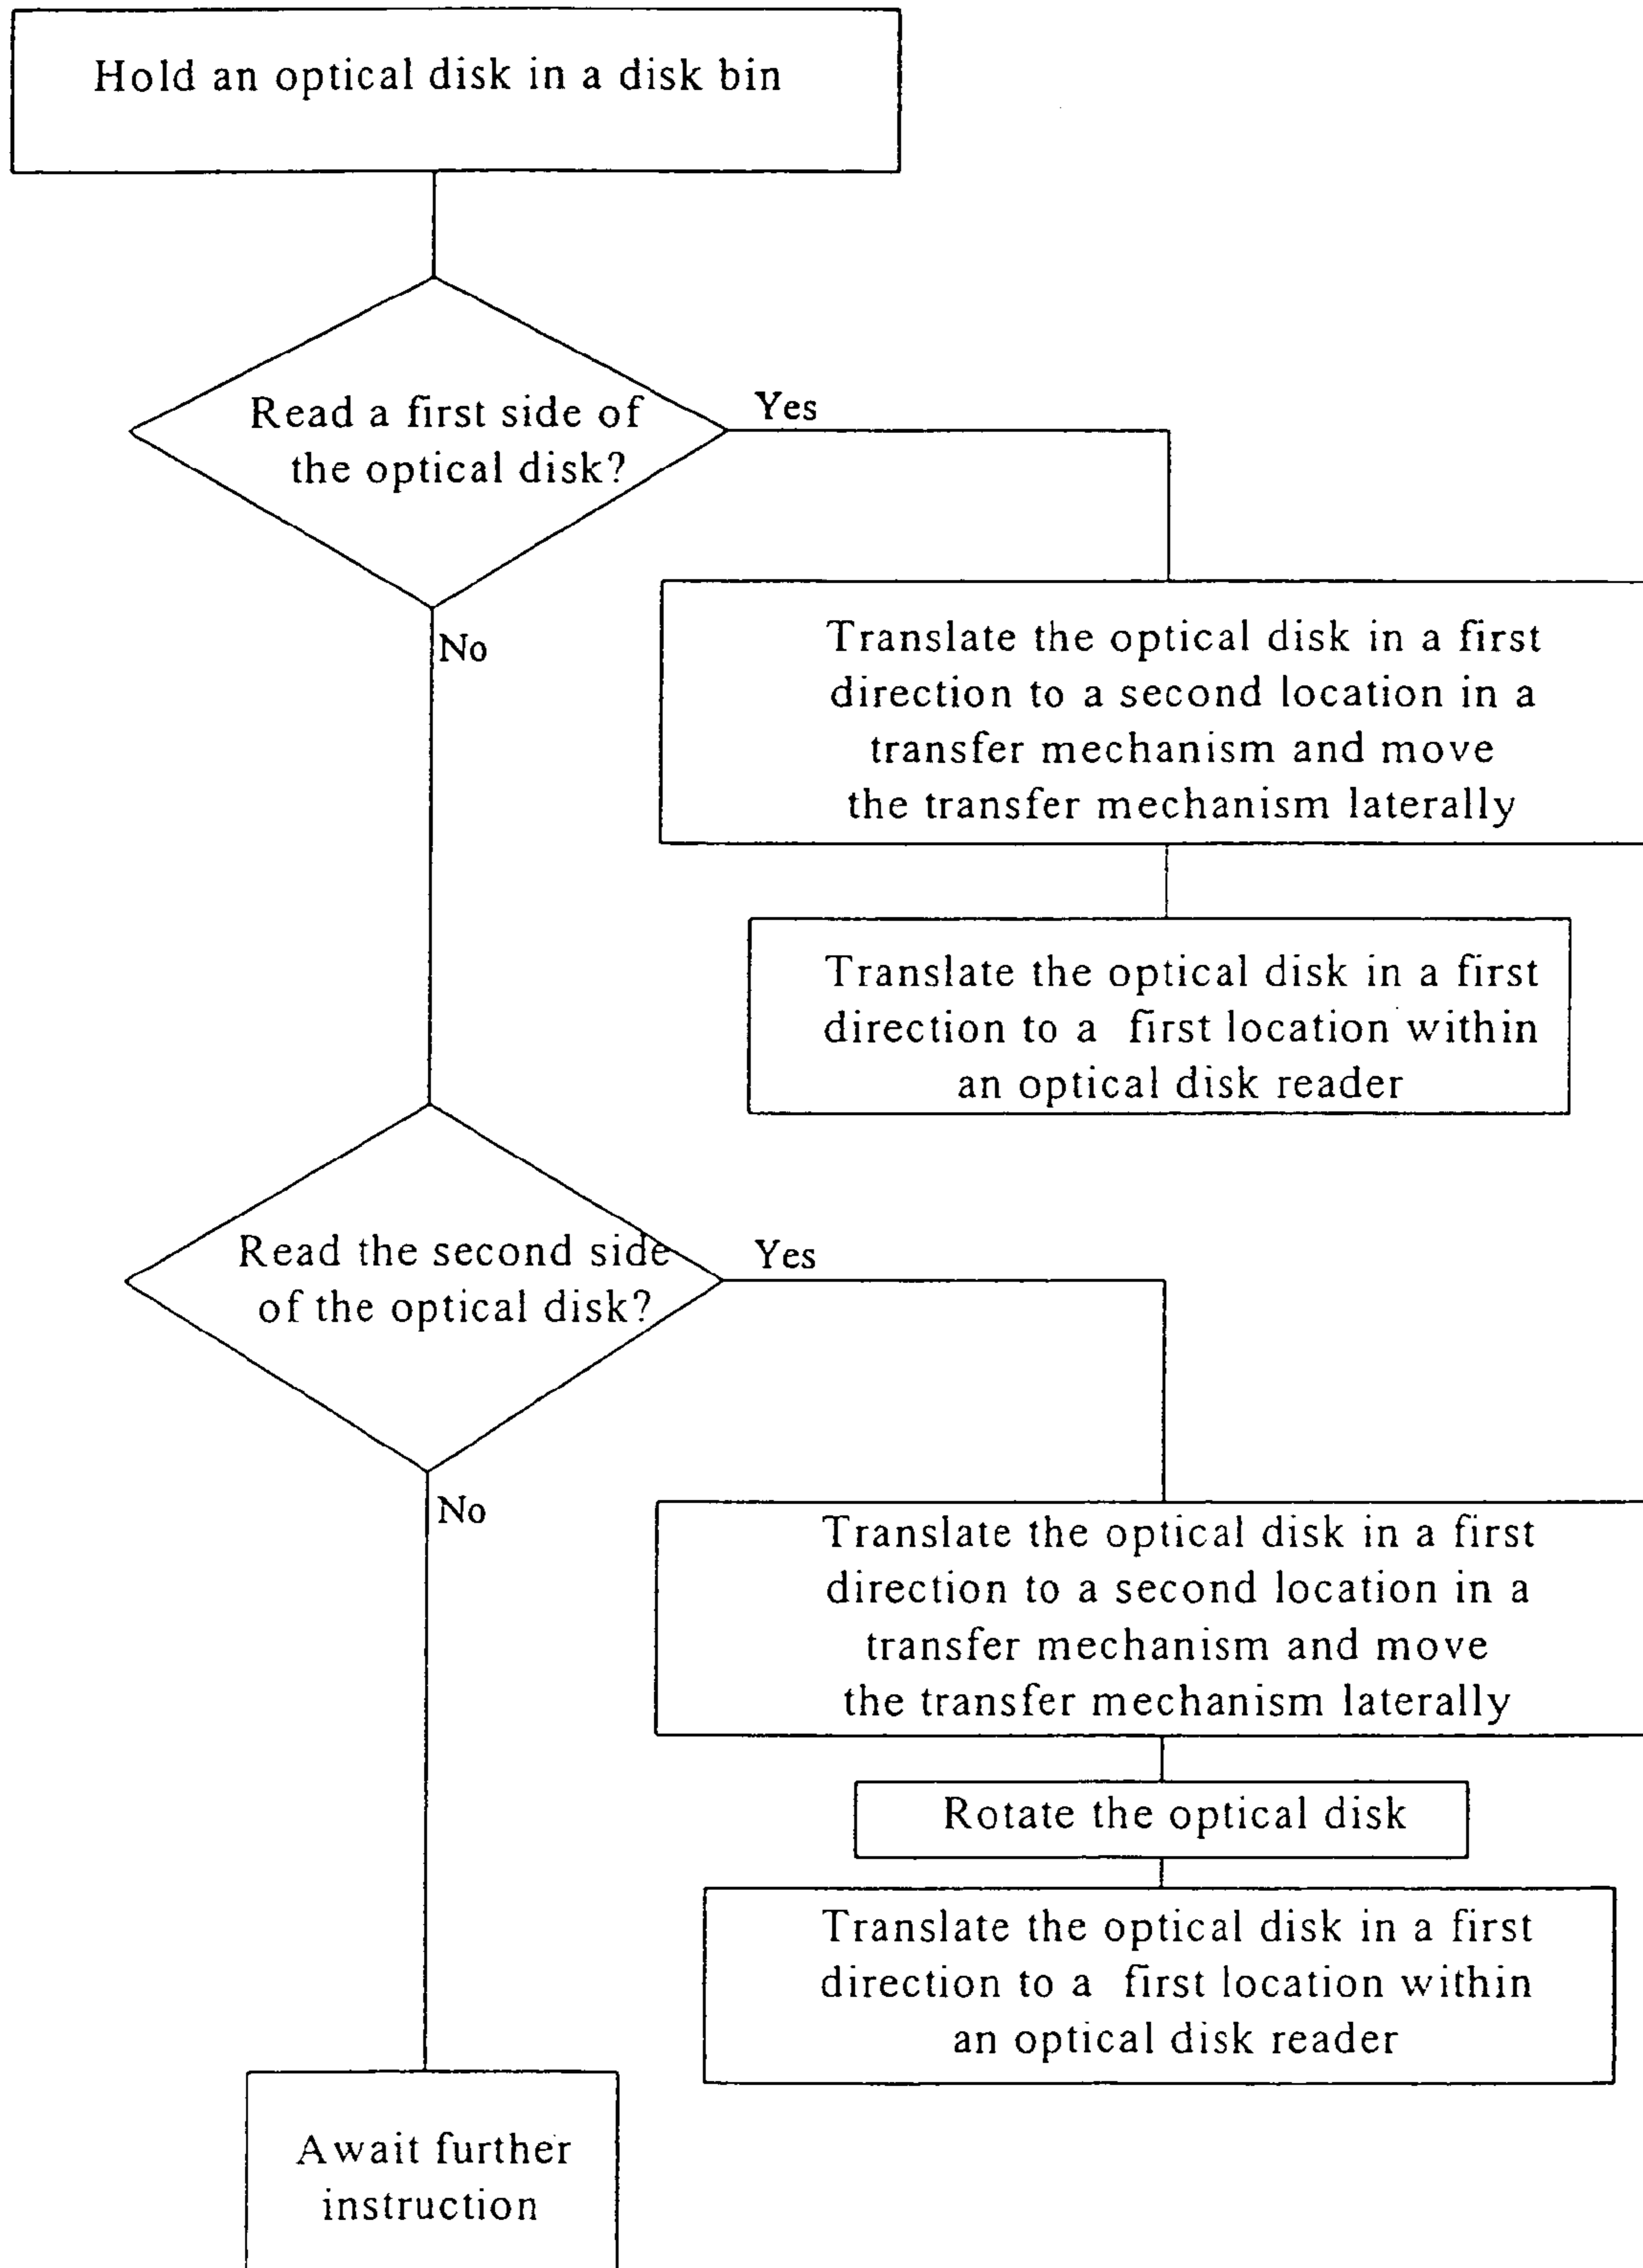 Hold an optical disk in a disk bin
Read a first side of
the optical disk?
Yes
No
Translate the optical disk in a first
direction to a second location in a
transfer mechanism and move
the transfer mechanism laterally
Translate the optical disk in a first
direction to a first location within
an optical disk reader
Read the second side
of the optical disk?
Yes
No
Translate the optical disk in a first
direction to a second location in a
transfer mechanism and move
the transfer mechanism laterally
Rotate the optical disk
Translate the optical disk in a first
direction to a first location within
an optical disk reader
Await further
instruction